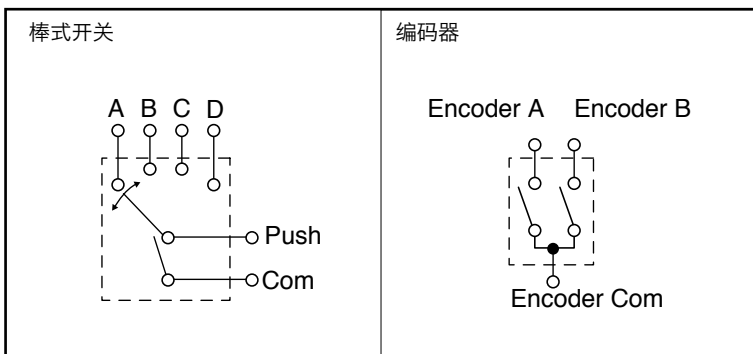 棒式开关
A B C D
Push
Com
编码器
Encoder A Encoder B
Encoder Com